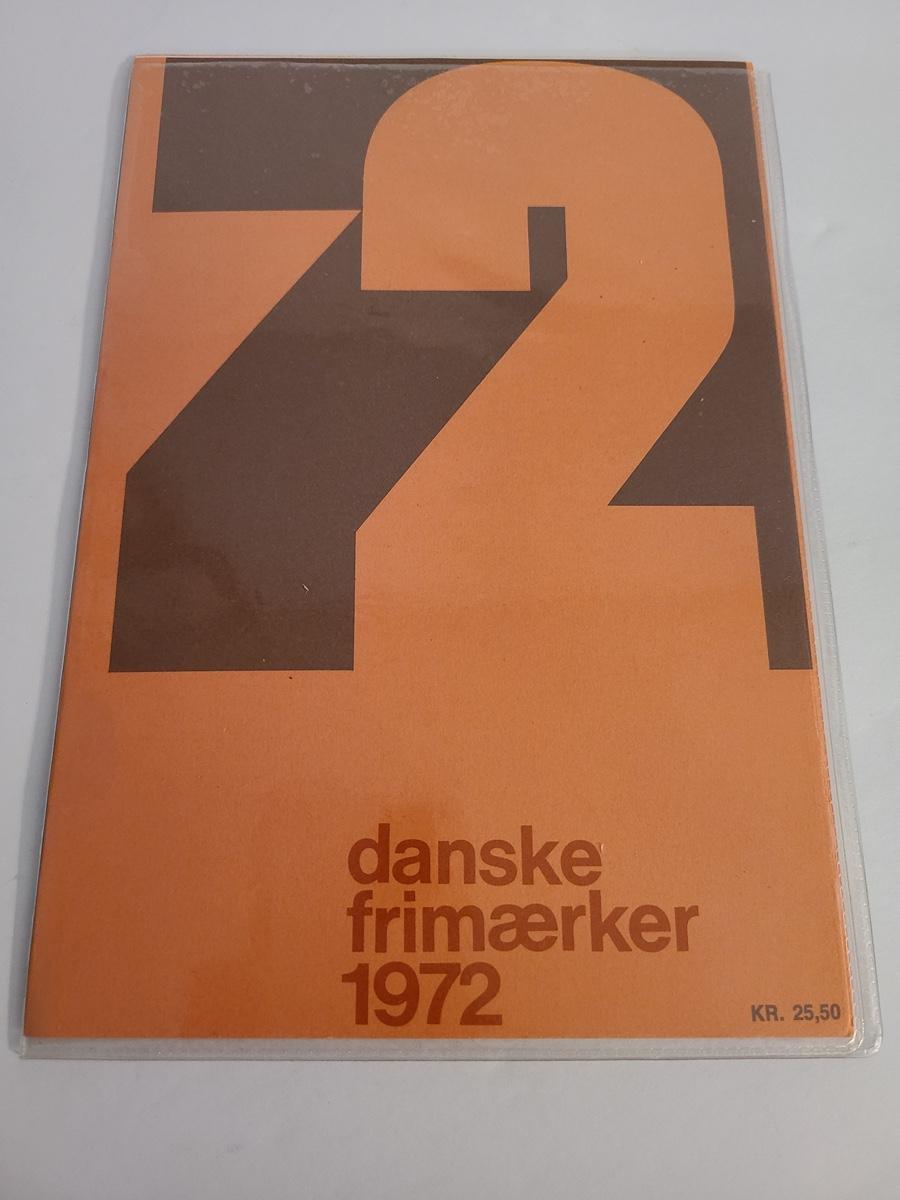 72
danske
frimærker
1972
KR. 25,50